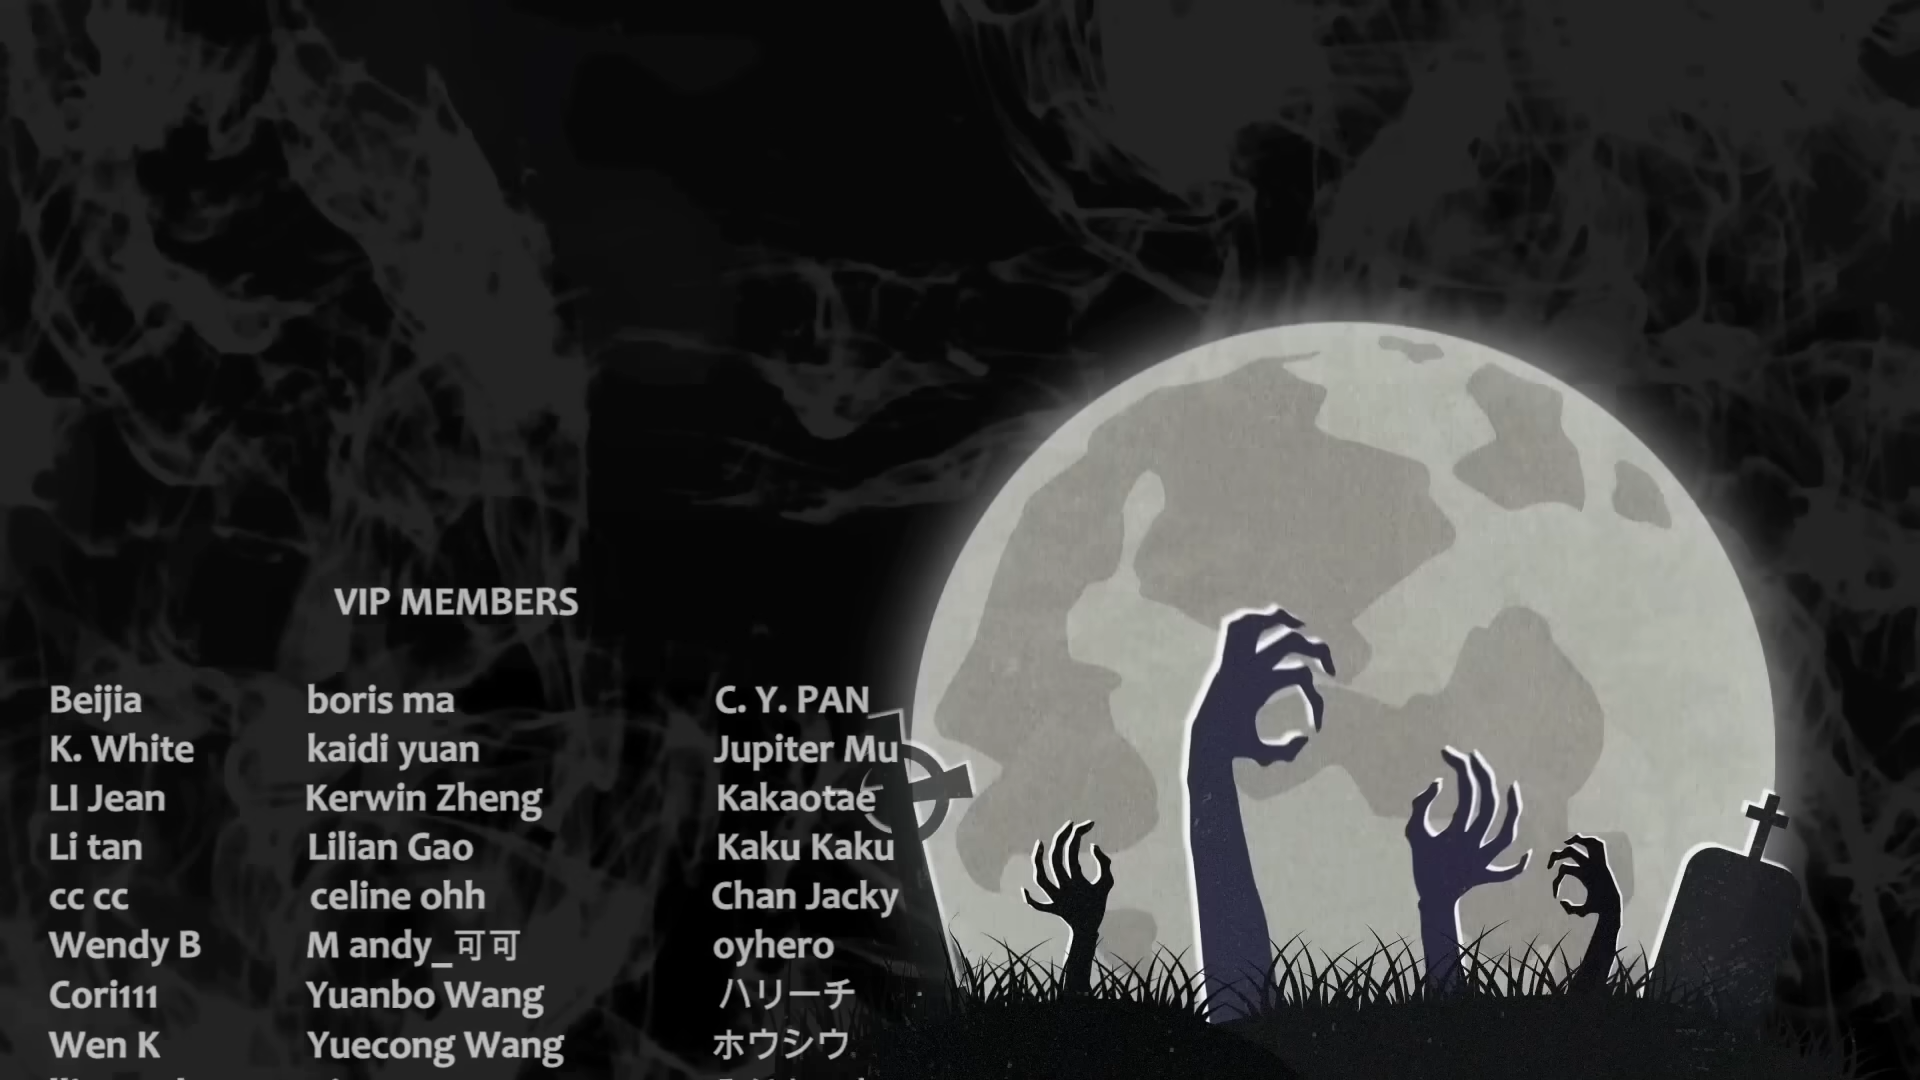 VIP MEMBERS
Beijia boris ma C. Y. PAN
K. White kaidi yuan Jupiter Mu
LI Jean Kerwin Zheng Kakaotae
Li tan Lilian Gao Kaku Kaku
cc cc celine ohh Chan Jacky
Wendy B M andy_可可 oyhero
Cori111 Yuanbo Wang ハリーチ
Wen K Yuecong Wang ホウシウ